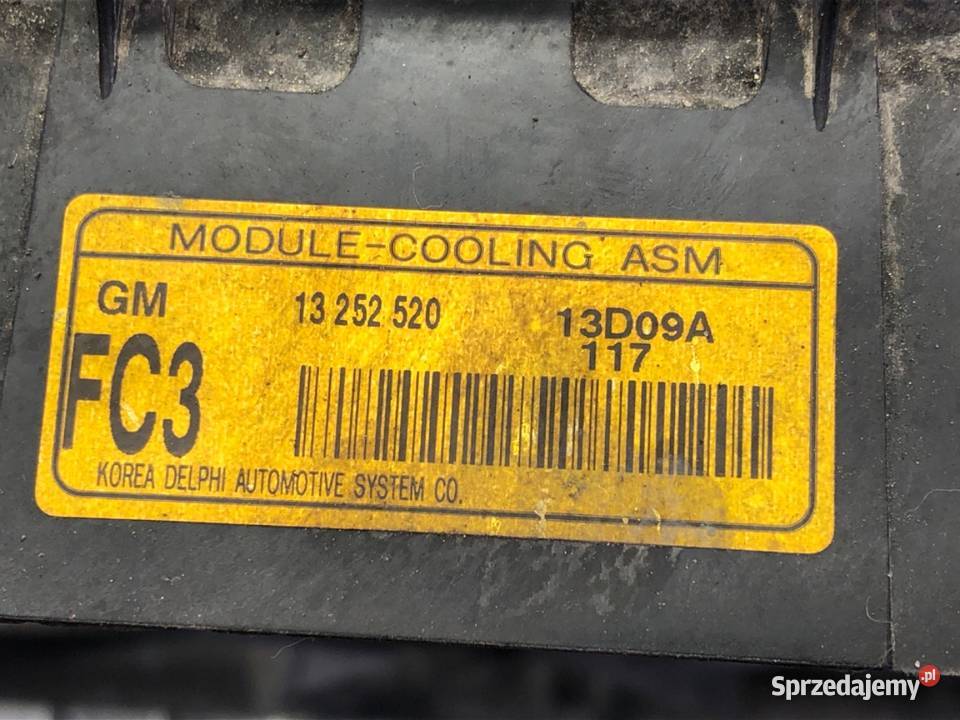 MODULE-COOLING ASM
GM 13 252 520 13D09A
FC3 117
KOREA DELPHI AUTOMOTIVE SYSTEM CO.
Sprzedajemy.pl